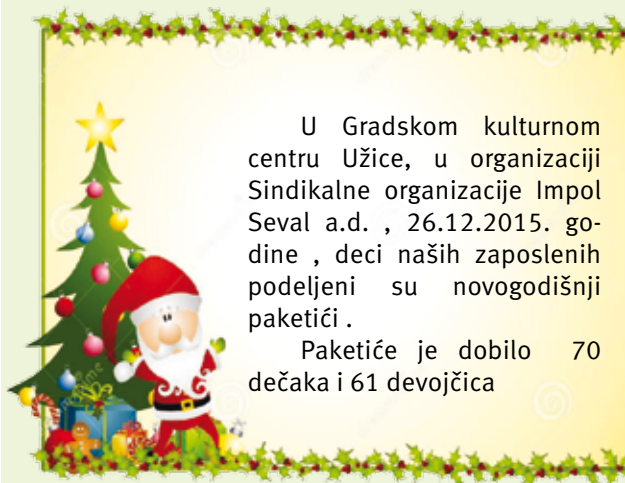 U Gradskom kulturnom
centru Užice, u organizaciji
Sindikalne organizacije Impol
Seval a.d. , 26.12.2015. go-
dine , deci naših zaposlenih
podeljeni su novogodišnji
paketići .
Paketiće je dobilo 70
dečaka i 61 devojčica